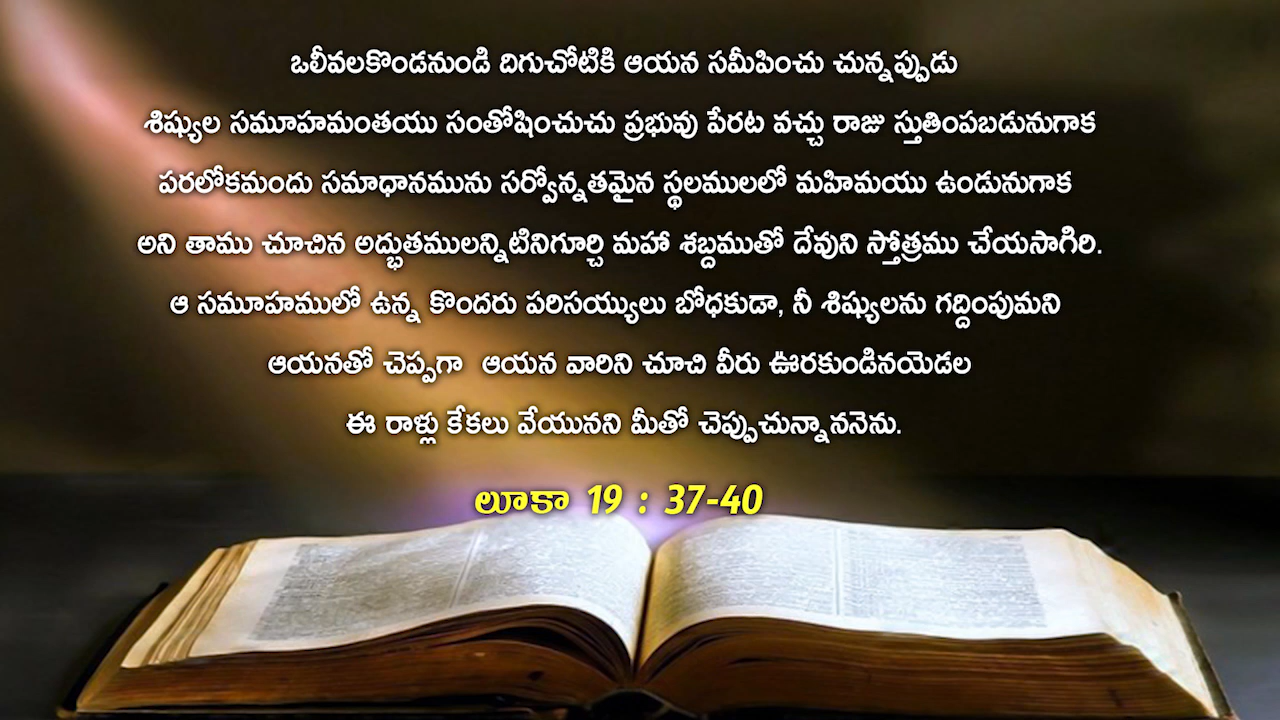 ఒలీవలకొండనుండి దిగుచోటికి ఆయన సమీపించు చున్నప్పుడు
శిష్యుల సమూహమంతయు సంతోషించుచు ప్రభువు పేరట వచ్చు రాజు స్తుతింపబడునుగాక
పరలోకమందు సమాధానమును సర్వోన్నతమైన స్థలములలో మహిమయు ఉండునుగాక
అని తాము చూచిన అద్భుతములన్నిటినిగూర్చి మహా శబ్దముతో దేవుని స్తోత్రము చేయసాగిరి.
ఆ సమూహములో ఉన్న కొందరు పరిసయ్యులు బోధకుడా, నీ శిష్యులను గద్దింపుమని
ఆయనతో చెప్పగా ఆయన వారిని చూచి వీరు ఊరకుండినయెడల
ఈ రాళ్లు కేకలు వేయునని మీతో చెప్పుచున్నాననెను.
లూకా 19 : 37-40